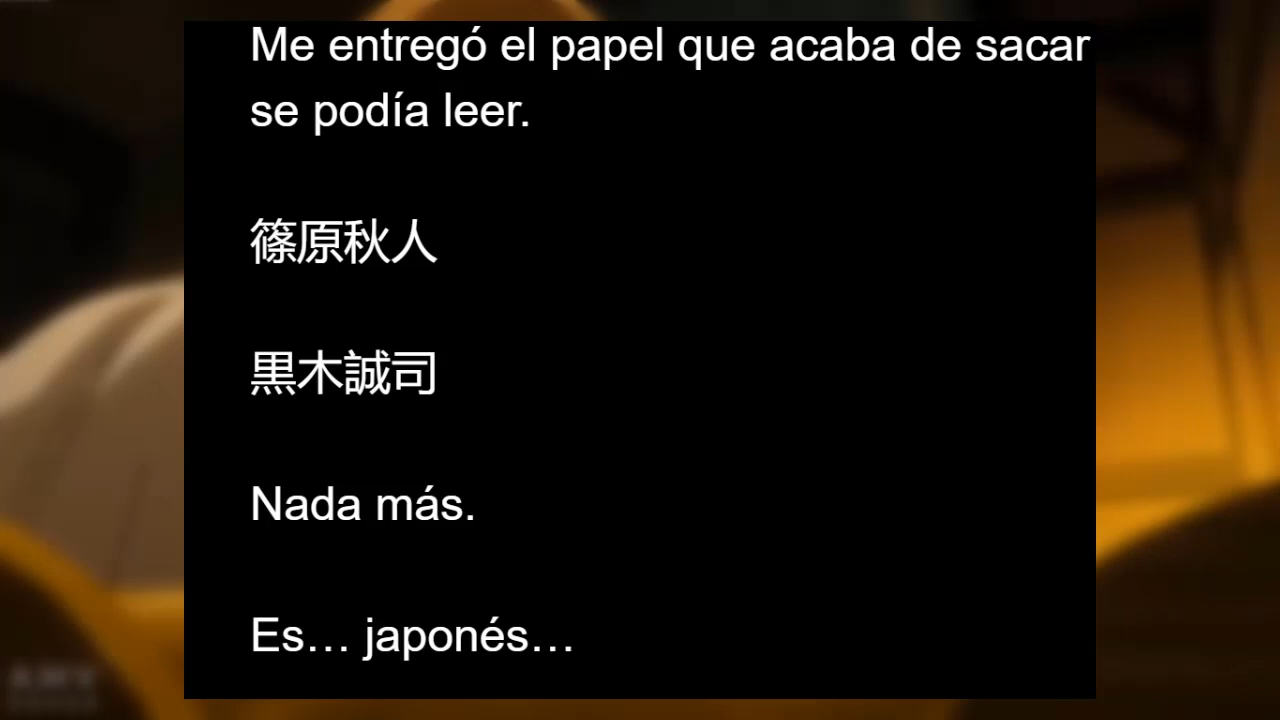 Me entregó el papel que acaba de sacar
se podía leer.
篠原秋人
黒木誠司
Nada más.
Es… japonés…